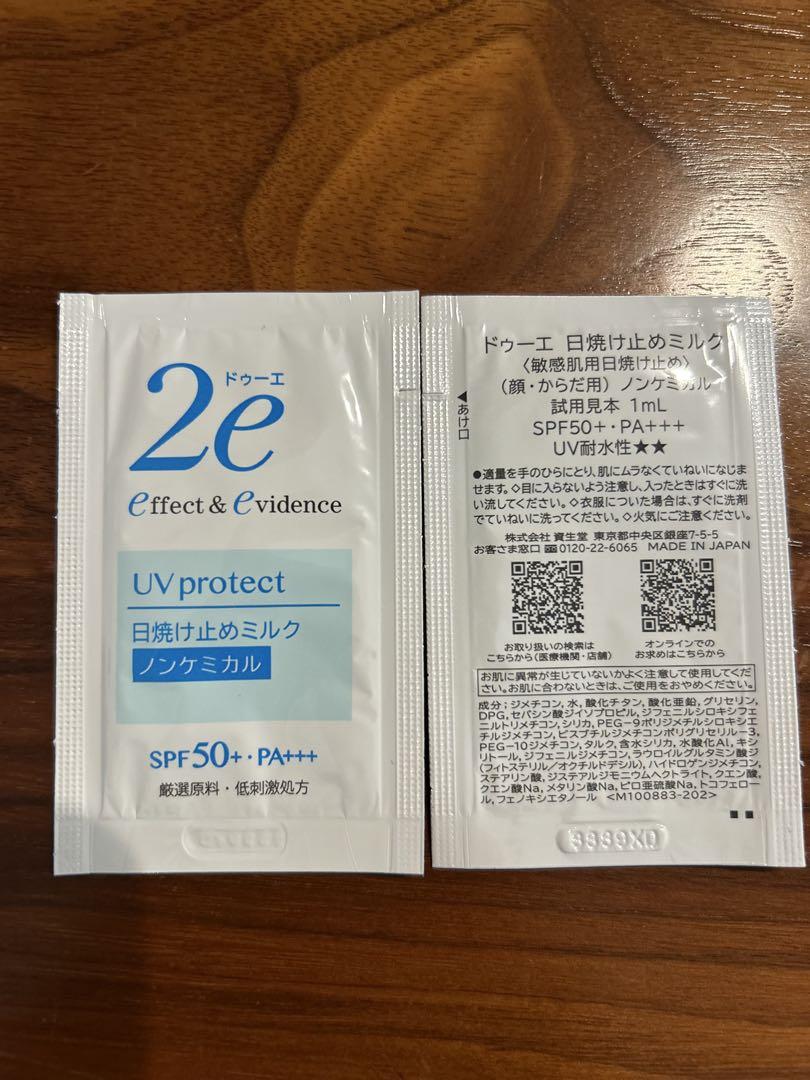 2e
ドゥーエ
effect & evidence
UV protect
日焼け止めミルク
ノンケミカル
SPF50+・PA+++
厳選原料・低刺激処方
ドゥーエ 日焼け止めミルク
〈敏感肌用日焼け止め〉
(顔・からだ用) ノンケミカル
試用見本 1mL
SPF50+・PA+++
UV耐水性★★
◀あけ口
●適量を手のひらにとり、肌にムラなくていねいになじま
せます。◇目に入らないよう注意し、入ったときはすぐに洗
い流してください。◇衣服についた場合は、すぐに洗剤
でていねいに洗ってください。◇火気にご注意ください。
株式会社 資生堂 東京都中央区銀座7-5-5
お客さま窓口 0120-22-6065 MADE IN JAPAN
お取り扱いの検索は
こちらから(医療機関・店舗)
オンラインでの
お求めはこちらから
お肌に異常が生じていないかよく注意して使用してくだ
さい。お肌に合わないときは、ご使用をおやめください。
成分 ; ジメチコン, 水, 酸化チタン, 酸化亜鉛, グリセリン,
DPG, セバシン酸ジイソプロピル, ジフェニルシロキシフェ
ニルトリメチコン, シリカ, PEG-9ポリジメチルシロキシエ
チルジメチコン, ビスブチルジメチコンポリグリセリル-3,
PEG-10ジメチコン, タルク, 含水シリカ, 水酸化Al, キシ
リトール, ジフェニルジメチコン, ラウロイルグルタミン酸ジ
(フィトステリル/オクチルドデシル), ハイドロゲンジメチコン,
ステアリン酸, ジステアルジモニウムヘクトライト, クエン酸,
クエン酸Na, メタリン酸Na, ピロ亜硫酸Na, トコフェロー
ル, フェノキシエタノール <M100883-202>